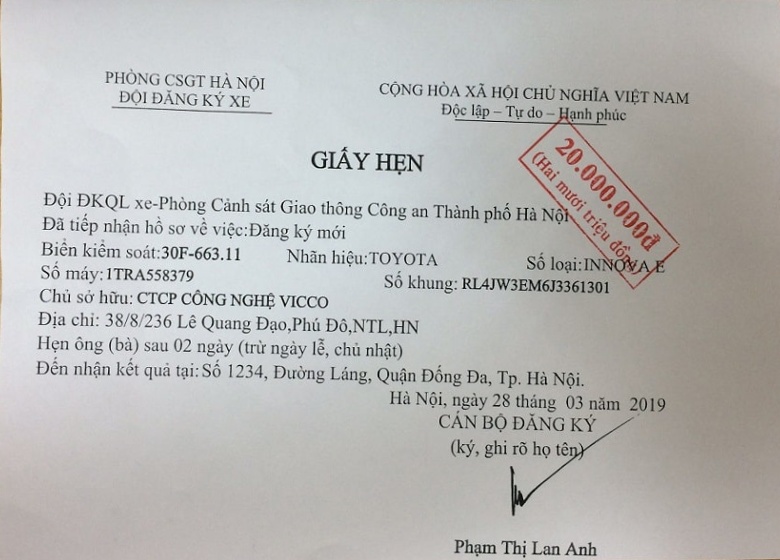 PHÒNG CSGT HÀ NỘI
ĐỘI ĐĂNG KÝ XE
CỘNG HÒA XÃ HỘI CHỦ NGHĨA VIỆT NAM
Độc lập – Tự do – Hạnh phúc
GIẤY HẸN
20.000.000đ
(Hai mươi triệu đồng)
Đội ĐKQL xe-Phòng Cảnh sát Giao thông Công an Thành phố Hà Nội
Đã tiếp nhận hồ sơ về việc:Đăng ký mới
Biển kiểm soát:30F-663.11 Nhãn hiệu:TOYOTA Số loại:INNOVA E
Số máy:1TRA558379 Số khung: RL4JW3EM6J3361301
Chủ sở hữu: CTCP CÔNG NGHỆ VICCO
Địa chỉ: 38/8/236 Lê Quang Đạo,Phú Đô,NTL,HN
Hẹn ông (bà) sau 02 ngày (trừ ngày lễ, chủ nhật)
Đến nhận kết quả tại: Số 1234, Đường Láng, Quận Đống Đa, Tp. Hà Nội.
Hà Nội, ngày 28 tháng 03 năm 2019
CÁN BỘ ĐĂNG KÝ
(ký, ghi rõ họ tên)
Phạm Thị Lan Anh